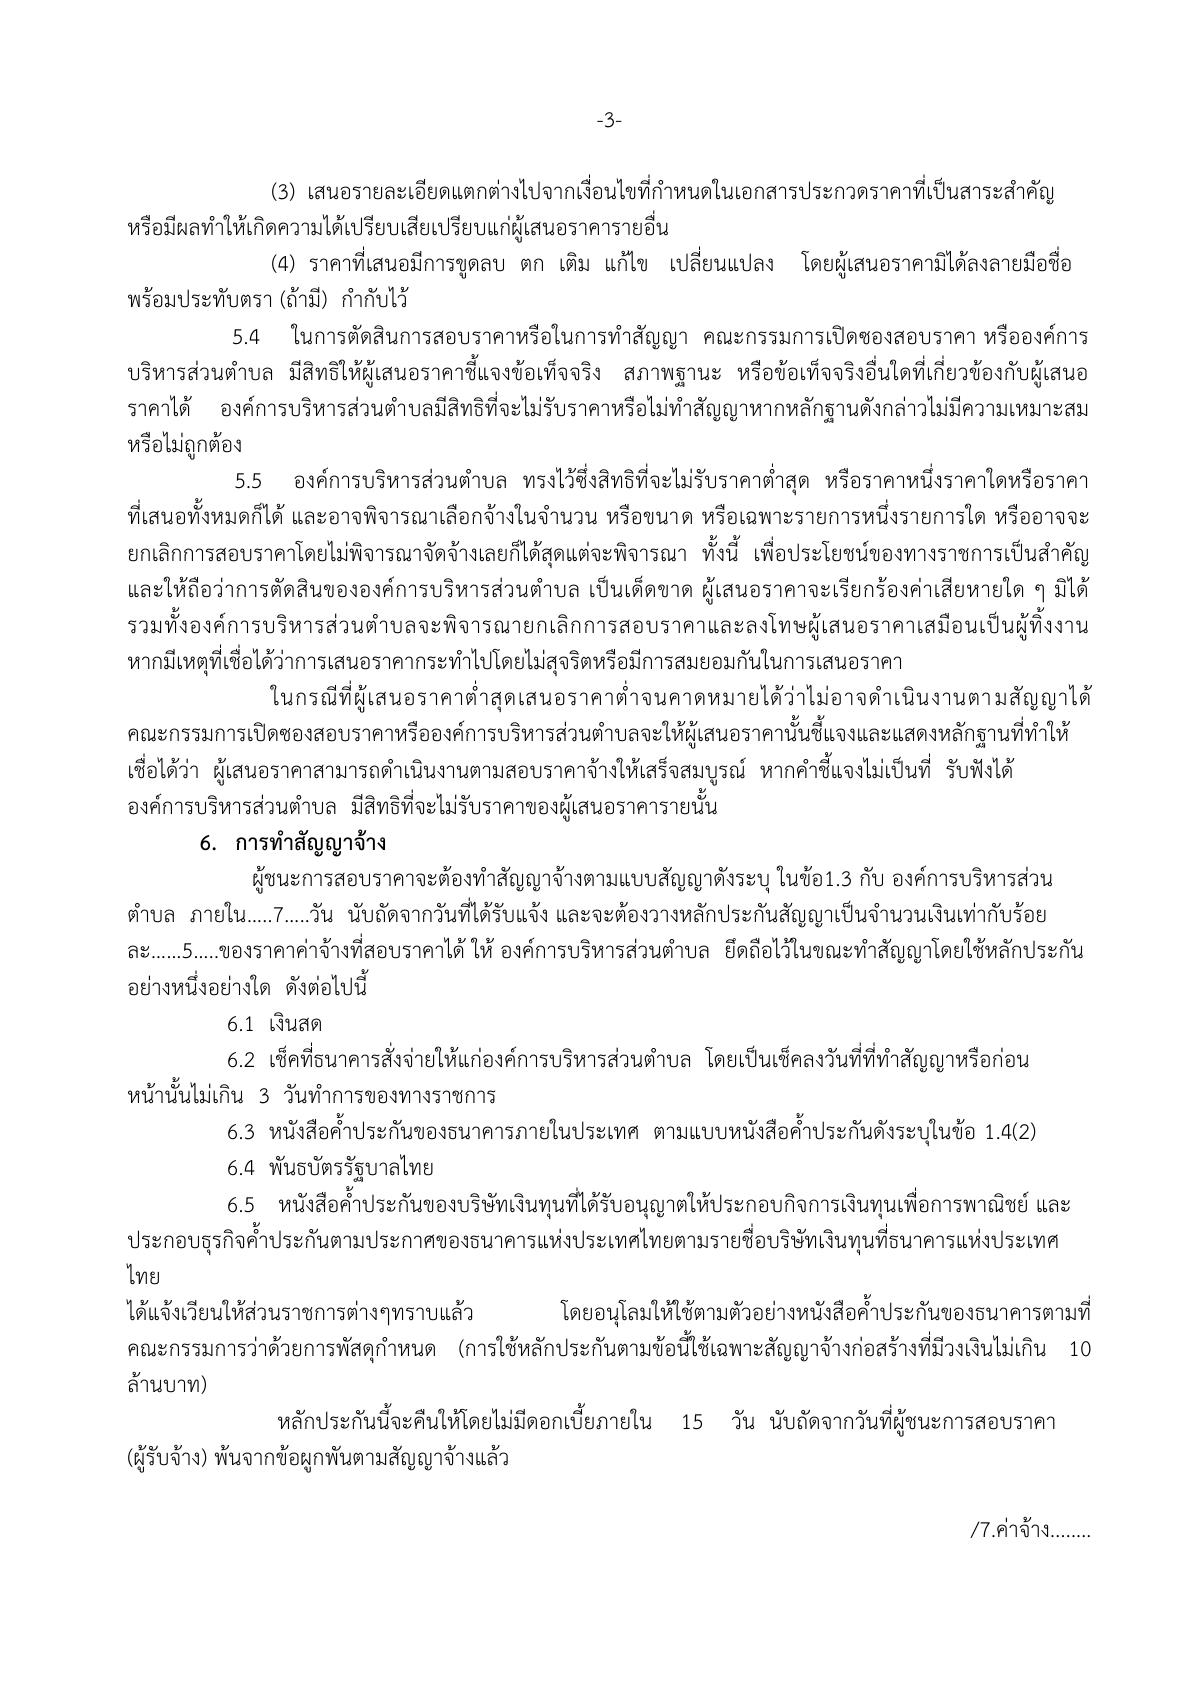 -3-
(3) เสนอรายละเอียดแตกต่างไปจากเงื่อนไขที่กำหนดในเอกสารประกวดราคาที่เป็นสาระสำคัญ
หรือมีผลทำให้เกิดความได้เปรียบเสียเปรียบแก่ผู้เสนอราคารายอื่น
(4) ราคาที่เสนอมีการขูดลบ ตก เติม แก้ไข เปลี่ยนแปลง โดยผู้เสนอราคามิได้ลงลายมือชื่อ
พร้อมประทับตรา (ถ้ามี) กำกับไว้
5.4 ในการตัดสินการสอบราคาหรือในการทำสัญญา คณะกรรมการเปิดซองสอบราคา หรือองค์การ
บริหารส่วนตำบล มีสิทธิให้ผู้เสนอราคาชี้แจงข้อเท็จจริง สภาพฐานะ หรือข้อเท็จจริงอื่นใดที่เกี่ยวข้องกับผู้เสนอ
ราคาได้ องค์การบริหารส่วนตำบลมีสิทธิที่จะไม่รับราคาหรือไม่ทำสัญญาหากหลักฐานดังกล่าวไม่มีความเหมาะสม
หรือไม่ถูกต้อง
5.5 องค์การบริหารส่วนตำบล ทรงไว้ซึ่งสิทธิที่จะไม่รับราคาต่ำสุด หรือราคาหนึ่งราคาใดหรือราคา
ที่เสนอทั้งหมดก็ได้ และอาจพิจารณาเลือกจ้างในจำนวน หรือขนาด หรือเฉพาะรายการหนึ่งรายการใด หรืออาจจะ
ยกเลิกการสอบราคาโดยไม่พิจารณาจัดจ้างเลยก็ได้สุดแต่จะพิจารณา ทั้งนี้ เพื่อประโยชน์ของทางราชการเป็นสำคัญ
และให้ถือว่าการตัดสินขององค์การบริหารส่วนตำบล เป็นเด็ดขาด ผู้เสนอราคาจะเรียกร้องค่าเสียหายใด ๆ มิได้
รวมทั้งองค์การบริหารส่วนตำบลจะพิจารณายกเลิกการสอบราคาและลงโทษผู้เสนอราคาเสมือนเป็นผู้ทิ้งงาน
หากมีเหตุที่เชื่อได้ว่าการเสนอราคากระทำไปโดยไม่สุจริตหรือมีการสมยอมกันในการเสนอราคา
ในกรณีที่ผู้เสนอราคาต่ำสุดเสนอราคาต่ำจนคาดหมายได้ว่าไม่อาจดำเนินงานตามสัญญาได้
คณะกรรมการเปิดซองสอบราคาหรือองค์การบริหารส่วนตำบลจะให้ผู้เสนอราคานั้นชี้แจงและแสดงหลักฐานที่ทำให้
เชื่อได้ว่า ผู้เสนอราคาสามารถดำเนินงานตามสอบราคาจ้างให้เสร็จสมบูรณ์ หากคำชี้แจงไม่เป็นที่ รับฟังได้
องค์การบริหารส่วนตำบล มีสิทธิที่จะไม่รับราคาของผู้เสนอราคารายนั้น
6. การทำสัญญาจ้าง
ผู้ชนะการสอบราคาจะต้องทำสัญญาจ้างตามแบบสัญญาดังระบุ ในข้อ1.3 กับ องค์การบริหารส่วน
ตำบล ภายใน.....7.....วัน นับถัดจากวันที่ได้รับแจ้ง และจะต้องวางหลักประกันสัญญาเป็นจำนวนเงินเท่ากับร้อย
ละ......5.....ของราคาค่าจ้างที่สอบราคาได้ ให้ องค์การบริหารส่วนตำบล ยึดถือไว้ในขณะทำสัญญาโดยใช้หลักประกัน
อย่างหนึ่งอย่างใด ดังต่อไปนี้
6.1 เงินสด
6.2 เช็คที่ธนาคารสั่งจ่ายให้แก่องค์การบริหารส่วนตำบล โดยเป็นเช็คลงวันที่ที่ทำสัญญาหรือก่อน
หน้านั้นไม่เกิน 3 วันทำการของทางราชการ
6.3 หนังสือค้ำประกันของธนาคารภายในประเทศ ตามแบบหนังสือค้ำประกันดังระบุในข้อ 1.4(2)
6.4 พันธบัตรรัฐบาลไทย
6.5 หนังสือค้ำประกันของบริษัทเงินทุนที่ได้รับอนุญาตให้ประกอบกิจการเงินทุนเพื่อการพาณิชย์ และ
ประกอบธุรกิจค้ำประกันตามประกาศของธนาคารแห่งประเทศไทยตามรายชื่อบริษัทเงินทุนที่ธนาคารแห่งประเทศ
ไทย
ได้แจ้งเวียนให้ส่วนราชการต่างๆทราบแล้ว โดยอนุโลมให้ใช้ตามตัวอย่างหนังสือค้ำประกันของธนาคารตามที่
คณะกรรมการว่าด้วยการพัสดุกำหนด (การใช้หลักประกันตามข้อนี้ใช้เฉพาะสัญญาจ้างก่อสร้างที่มีวงเงินไม่เกิน 10
ล้านบาท)
หลักประกันนี้จะคืนให้โดยไม่มีดอกเบี้ยภายใน 15 วัน นับถัดจากวันที่ผู้ชนะการสอบราคา
(ผู้รับจ้าง) พ้นจากข้อผูกพันตามสัญญาจ้างแล้ว
/7.ค่าจ้าง........